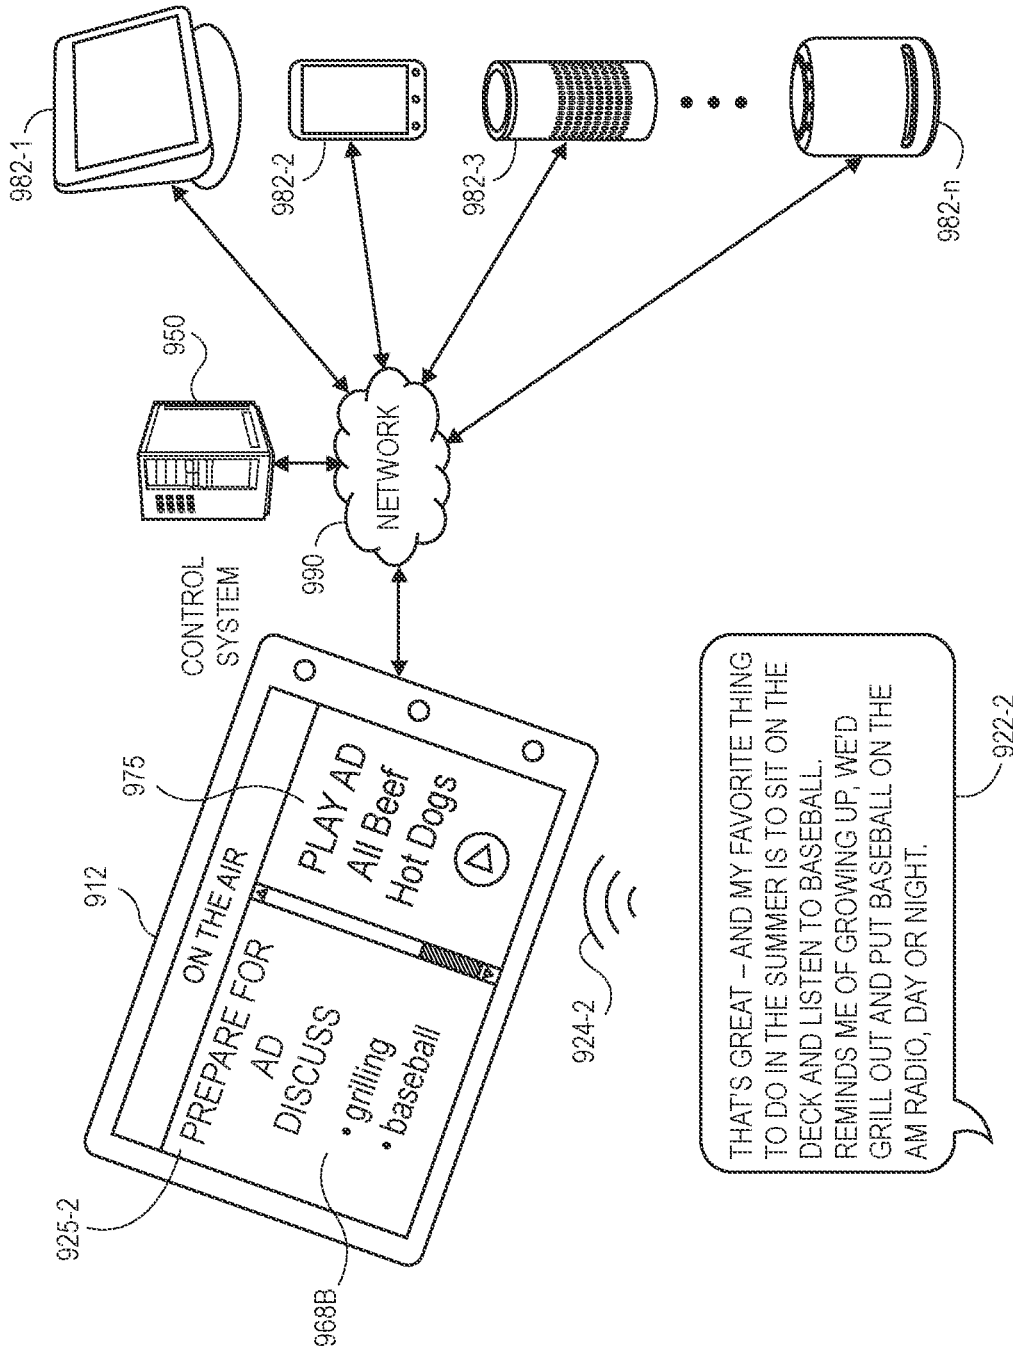 912
975
925-2
968B
ON THE AIR
PREPARE FOR
AD
DISCUSS
• grilling
• baseball
PLAY AD
All Beef
Hot Dogs
924-2
CONTROL
SYSTEM
950
990
NETWORK
982-1
982-2
982-3
982-n
THAT'S GREAT – AND MY FAVORITE THING
TO DO IN THE SUMMER IS TO SIT ON THE
DECK AND LISTEN TO BASEBALL.
REMINDS ME OF GROWING UP, WE'D
GRILL OUT AND PUT BASEBALL ON THE
AM RADIO, DAY OR NIGHT.
922-2